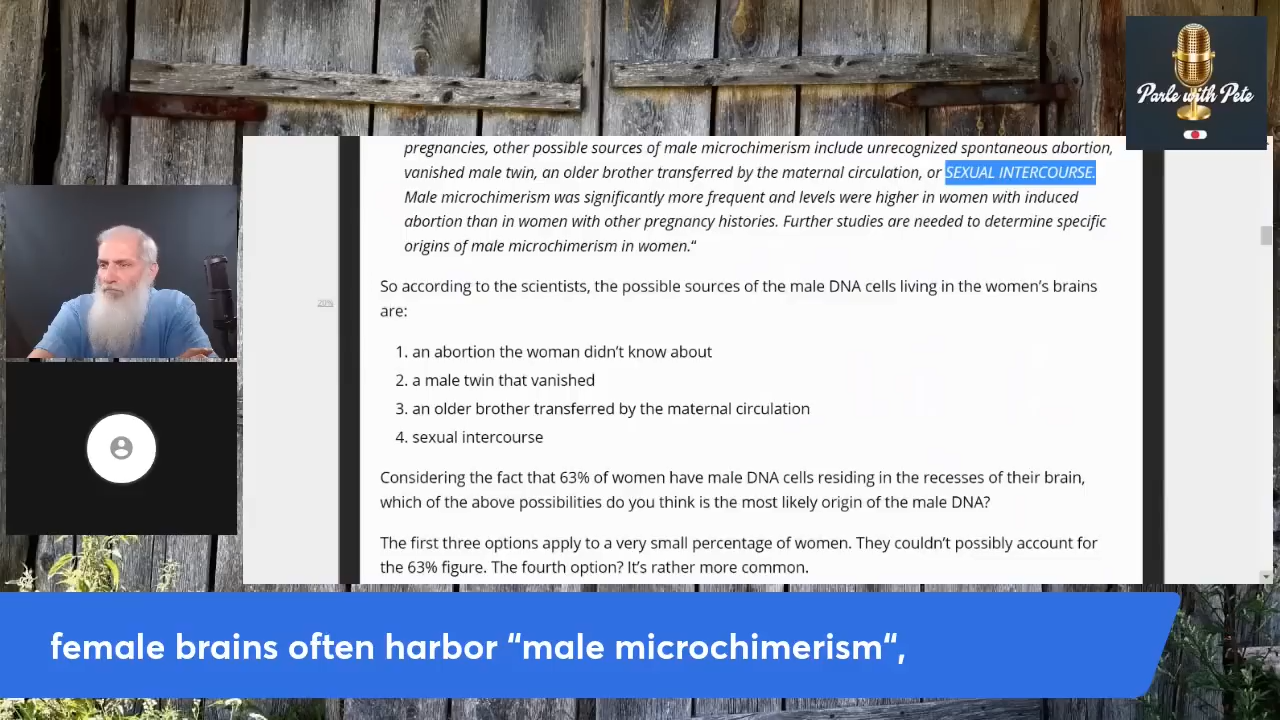 Parle with Pete
pregnancies, other possible sources of male microchimerism include unrecognized spontaneous abortion,
vanished male twin, an older brother transferred by the maternal circulation, or SEXUAL INTERCOURSE.
Male microchimerism was significantly more frequent and levels were higher in women with induced
abortion than in women with other pregnancy histories. Further studies are needed to determine specific
origins of male microchimerism in women.“
So according to the scientists, the possible sources of the male DNA cells living in the women’s brains
are:
20%
1. an abortion the woman didn’t know about
2. a male twin that vanished
3. an older brother transferred by the maternal circulation
4. sexual intercourse
Considering the fact that 63% of women have male DNA cells residing in the recesses of their brain,
which of the above possibilities do you think is the most likely origin of the male DNA?
The first three options apply to a very small percentage of women. They couldn’t possibly account for
the 63% figure. The fourth option? It’s rather more common.
female brains often harbor “male microchimerism“,